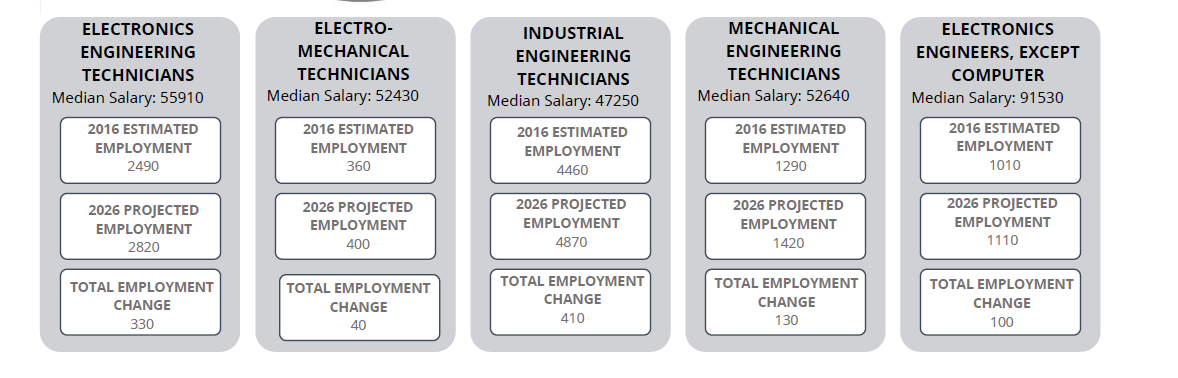 ELECTRONICS
ENGINEERING
TECHNICIANS
Median Salary: 55910
2016 ESTIMATED
EMPLOYMENT
2490
2026 PROJECTED
EMPLOYMENT
2820
TOTAL EMPLOYMENT
CHANGE
330
ELECTRO-
MECHANICAL
TECHNICIANS
Median Salary: 52430
2016 ESTIMATED
EMPLOYMENT
360
2026 PROJECTED
EMPLOYMENT
400
TOTAL EMPLOYMENT
CHANGE
40
INDUSTRIAL
ENGINEERING
TECHNICIANS
Median Salary: 47250
2016 ESTIMATED
EMPLOYMENT
4460
2026 PROJECTED
EMPLOYMENT
4870
TOTAL EMPLOYMENT
CHANGE
410
MECHANICAL
ENGINEERING
TECHNICIANS
Median Salary: 52640
2016 ESTIMATED
EMPLOYMENT
1290
2026 PROJECTED
EMPLOYMENT
1420
TOTAL EMPLOYMENT
CHANGE
130
ELECTRONICS
ENGINEERS, EXCEPT
COMPUTER
Median Salary: 91530
2016 ESTIMATED
EMPLOYMENT
1010
2026 PROJECTED
EMPLOYMENT
1110
TOTAL EMPLOYMENT
CHANGE
100